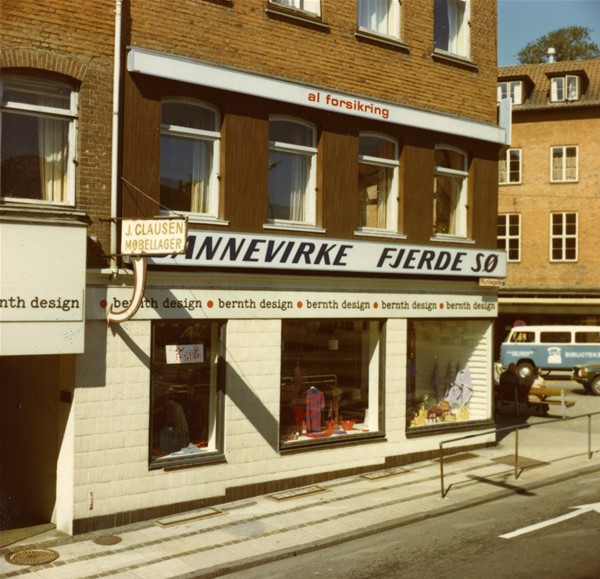 al forsikring
J. CLAUSEN
MØBELLAGER
ANNEVIRKE FJERDE SØ
nth design • bernth design • bernth design • bernth design • bernth design • bernth design
BIBLIOTEKE